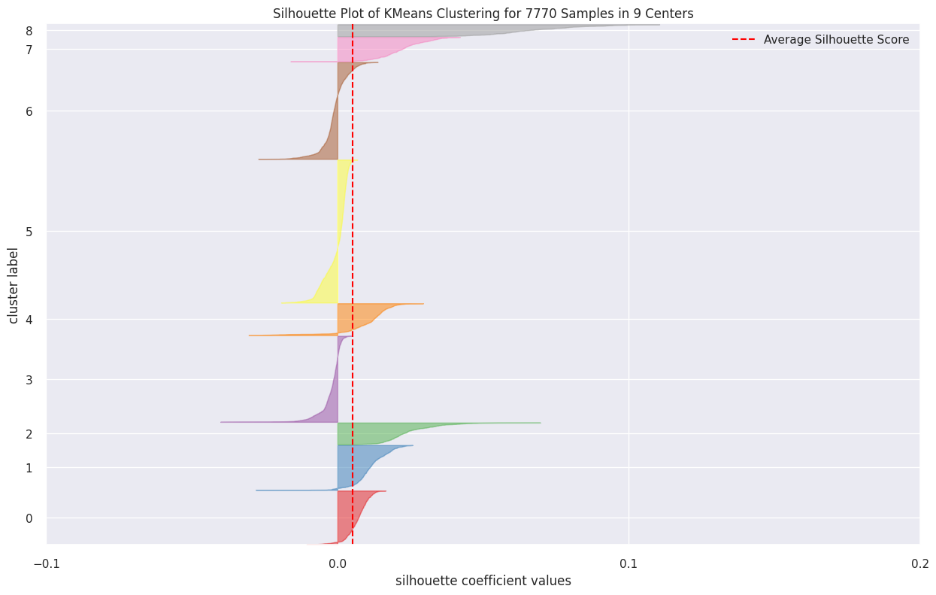 Silhouette Plot of KMeans Clustering for 7770 Samples in 9 Centers
Average Silhouette Score
cluster label
8
7
6
5
4
3
2
1
0
−0.1 0.0 0.1 0.2
silhouette coefficient values